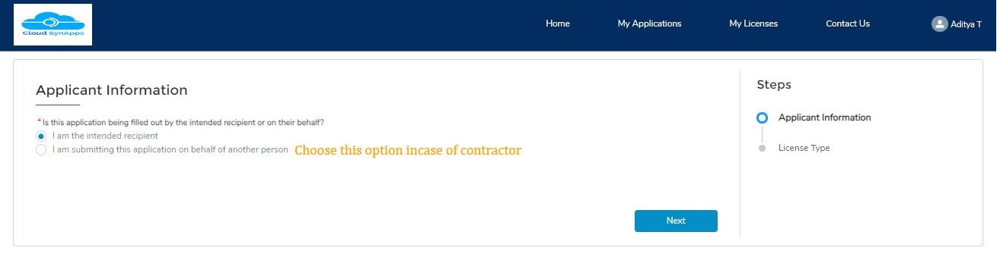 Cloud SynApps
Home
My Applications
My Licenses
Contact Us
Aditya T
Applicant Information
* Is this application being filled out by the intended recipient or on their behalf?
I am the intended recipient
I am submitting this application on behalf of another person Choose this option incase of contractor
Next
Steps
Applicant Information
License Type